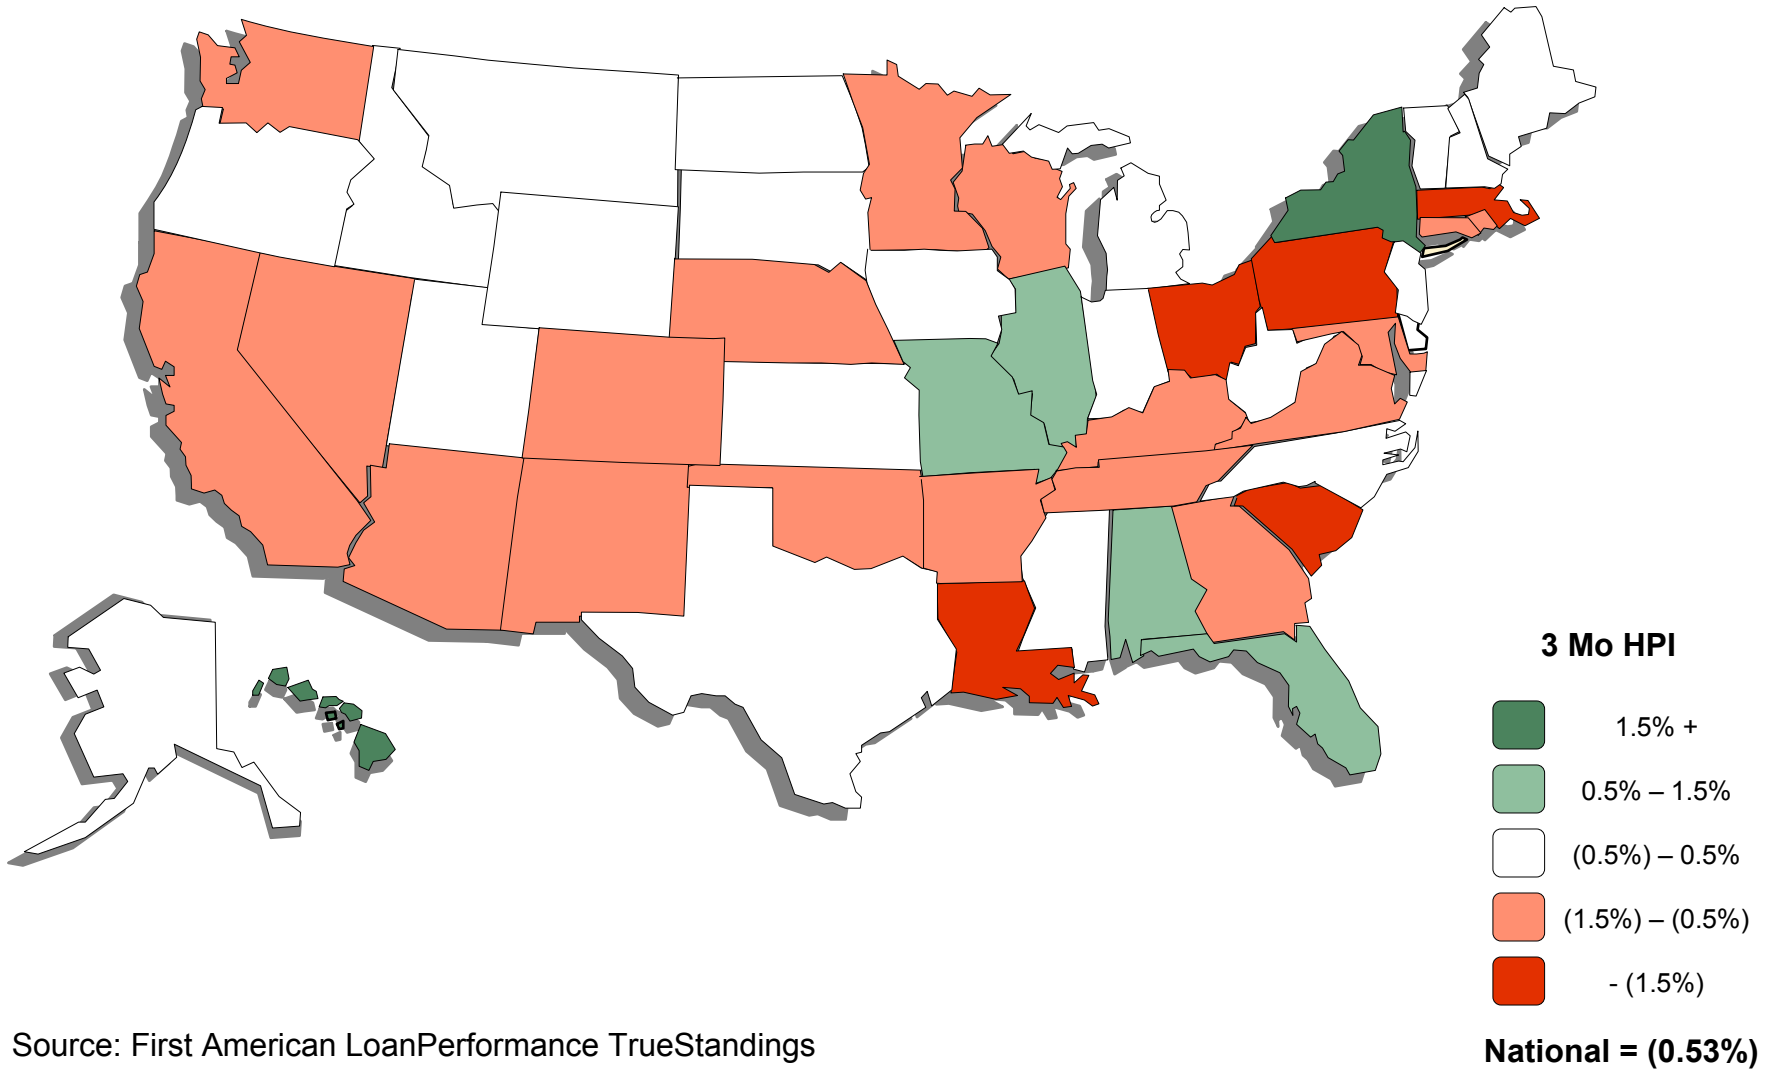 3 Mo HPI
1.5% +
0.5% – 1.5%
(0.5%) – 0.5%
(1.5%) – (0.5%)
- (1.5%)
Source: First American LoanPerformance TrueStandings
National = (0.53%)